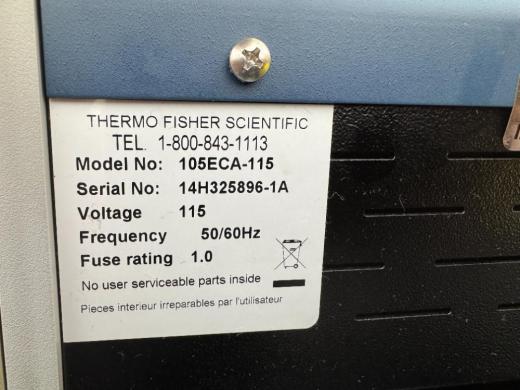 THERMO FISHER SCIENTIFIC
TEL. 1-800-843-1113
Model No: 105ECA-115
Serial No: 14H325896-1A
Voltage 115
Frequency 50/60Hz
Fuse rating 1.0
No user serviceable parts inside
Pieces interieur irreparables par l'utilisateur